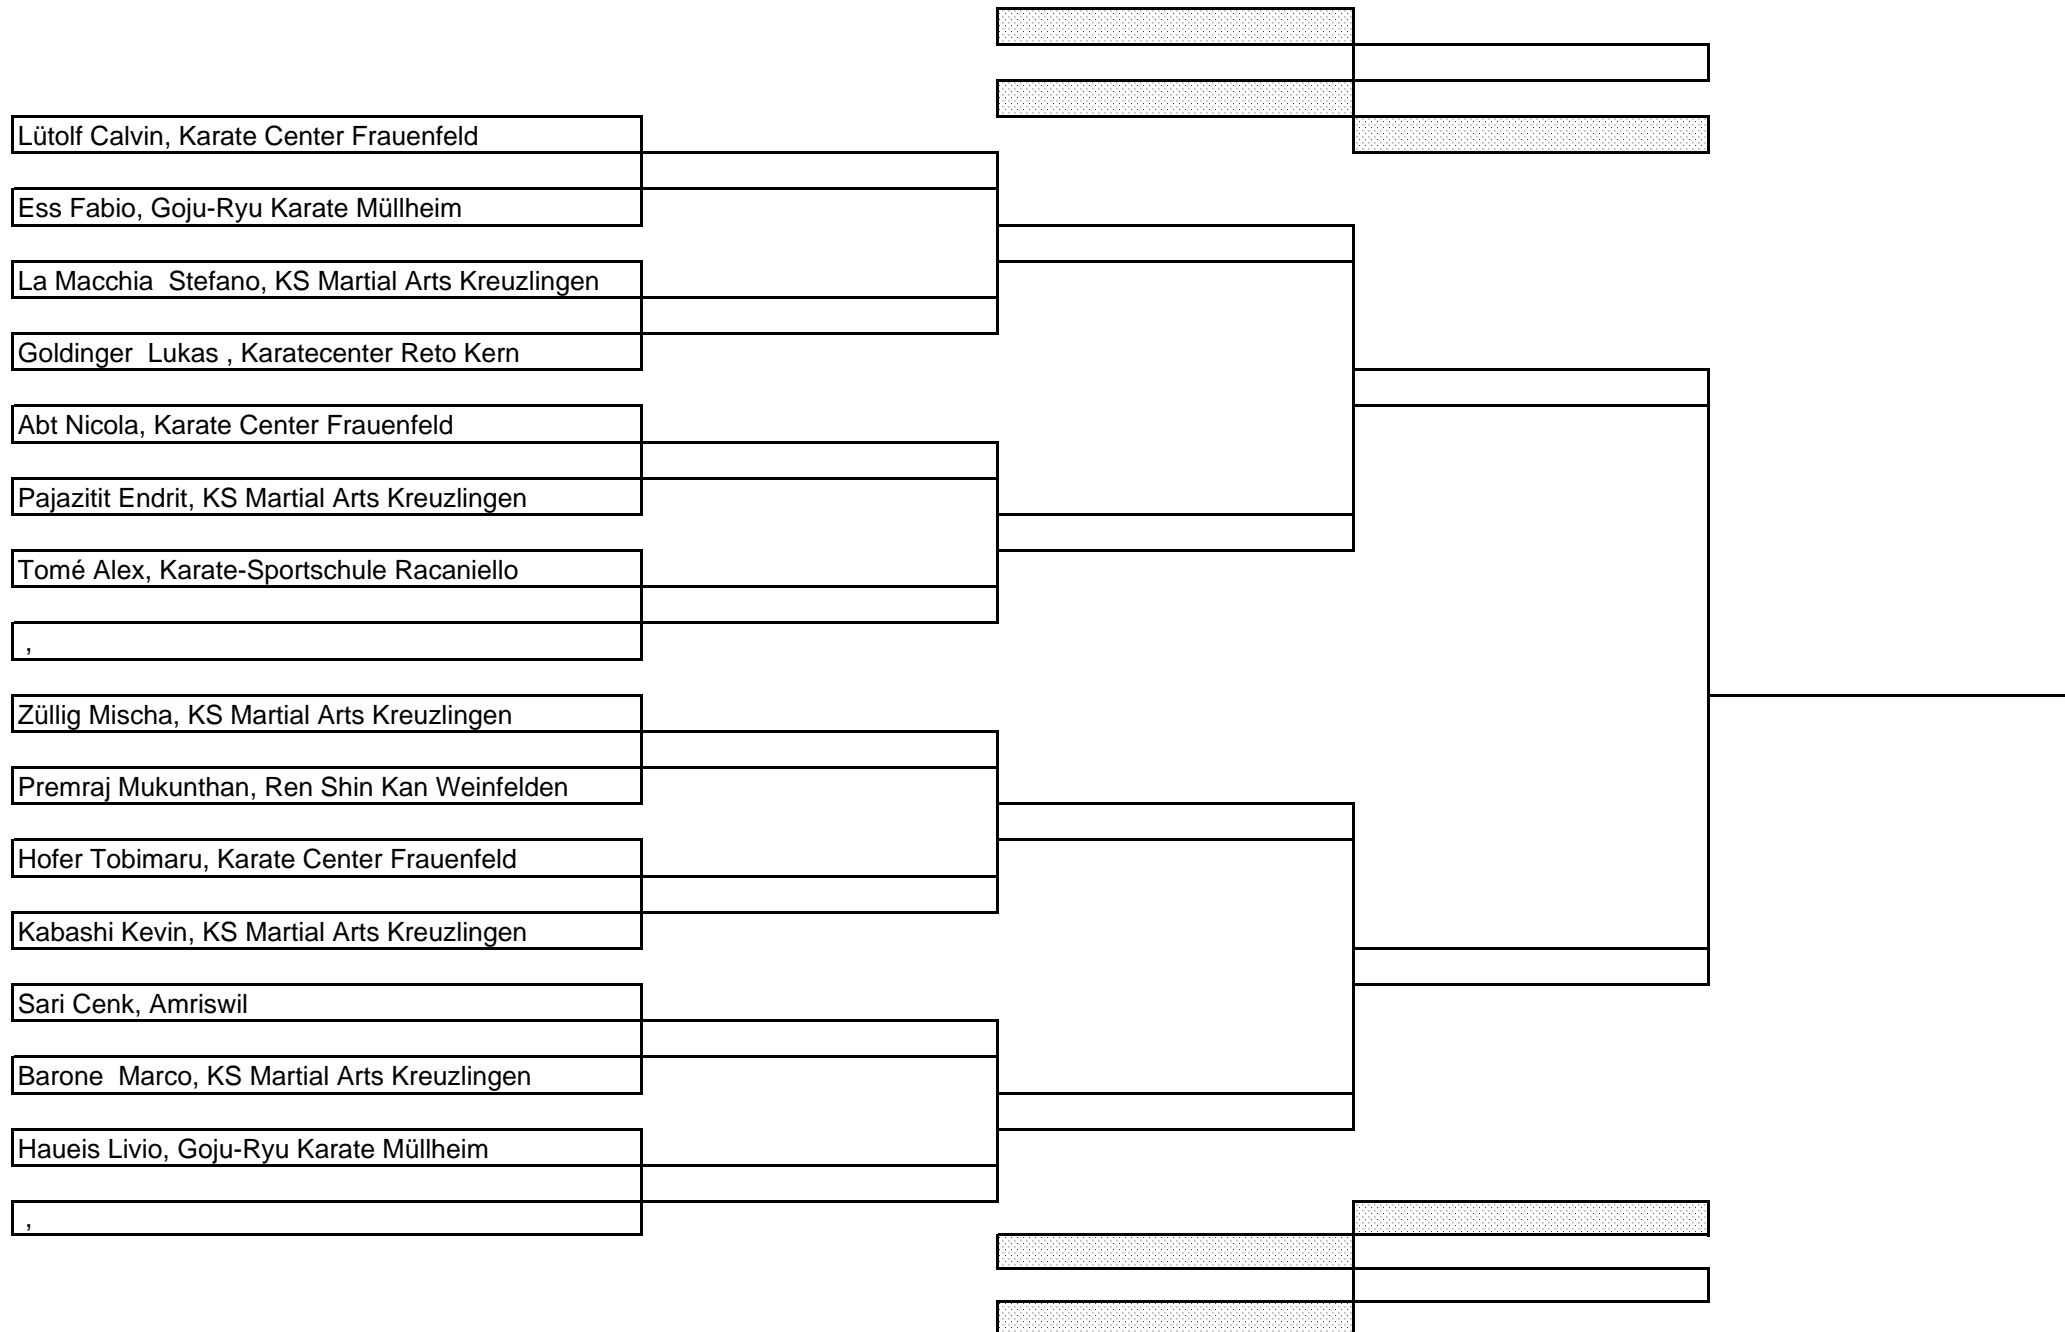 Lütolf Calvin, Karate Center Frauenfeld
Ess Fabio, Goju-Ryu Karate Müllheim
La Macchia  Stefano, KS Martial Arts Kreuzlingen
Goldinger  Lukas , Karatecenter Reto Kern
Abt Nicola, Karate Center Frauenfeld
Pajazitit Endrit, KS Martial Arts Kreuzlingen
Tomé Alex, Karate-Sportschule Racaniello
,
Züllig Mischa, KS Martial Arts Kreuzlingen
Premraj Mukunthan, Ren Shin Kan Weinfelden
Hofer Tobimaru, Karate Center Frauenfeld
Kabashi Kevin, KS Martial Arts Kreuzlingen
Sari Cenk, Amriswil
Barone  Marco, KS Martial Arts Kreuzlingen
Haueis Livio, Goju-Ryu Karate Müllheim
,